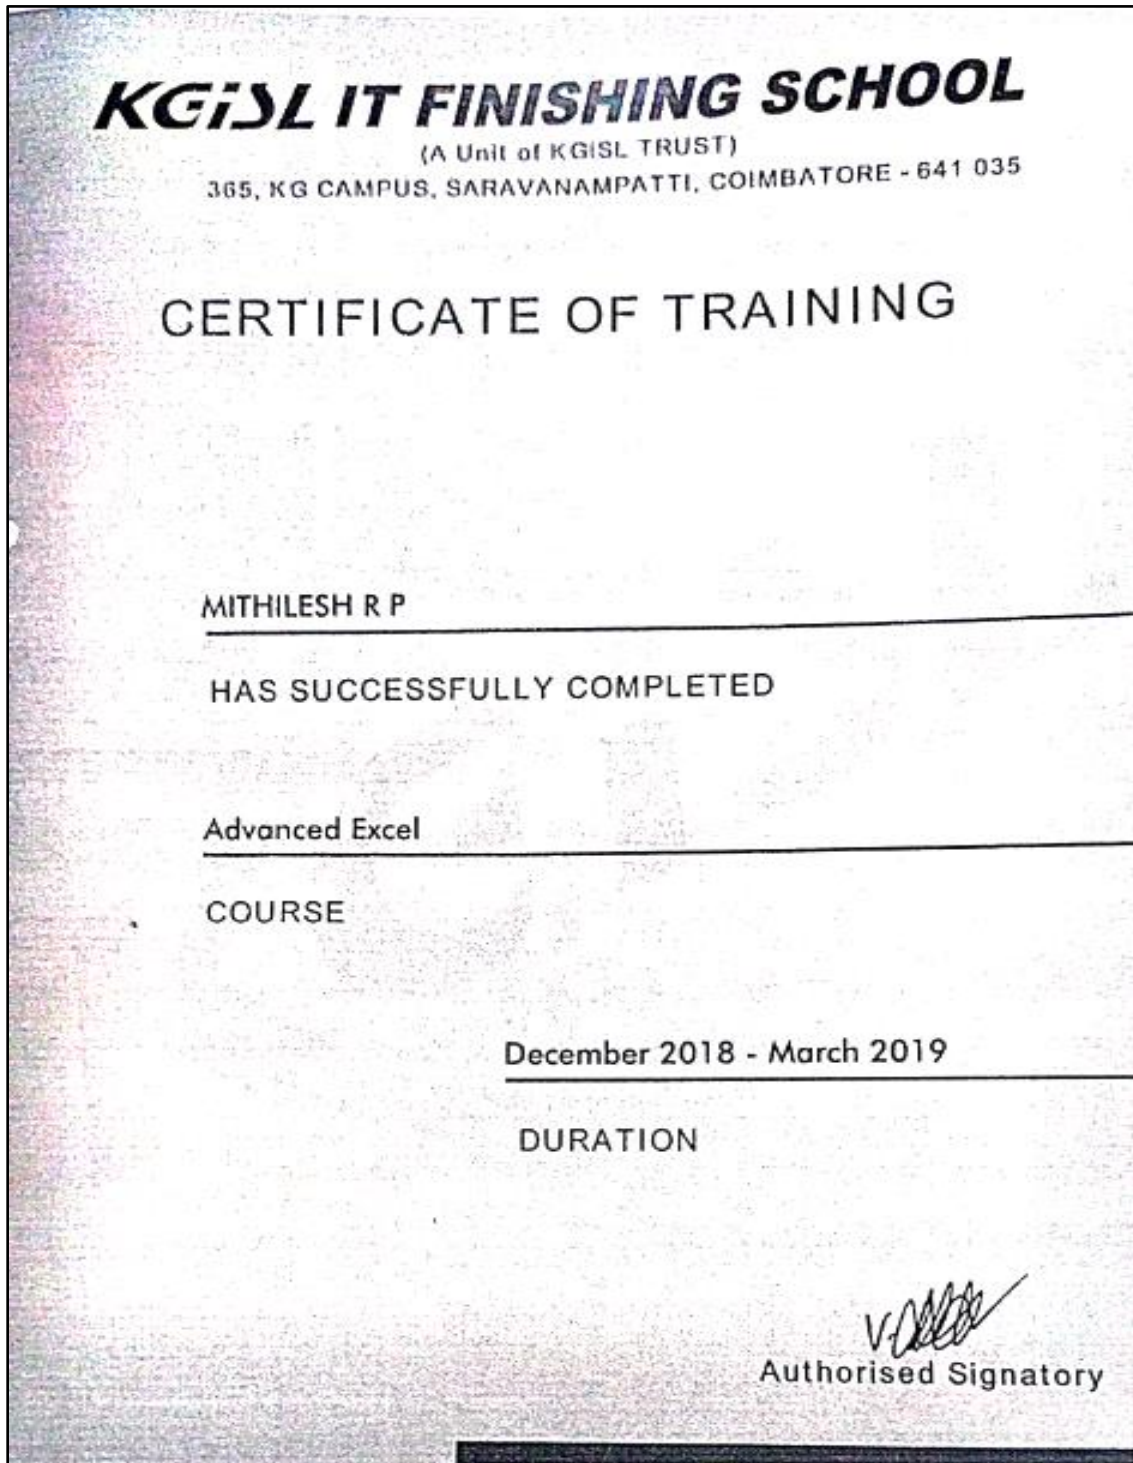 KGiSL IT FINISHING SCHOOL
(A Unit of KGISL TRUST)
365, KG CAMPUS, SARAVANAMPATTI, COIMBATORE - 641 035
CERTIFICATE OF TRAINING
MITHILESH R P
HAS SUCCESSFULLY COMPLETED
Advanced Excel
COURSE
December 2018 - March 2019
DURATION
Authorised Signatory